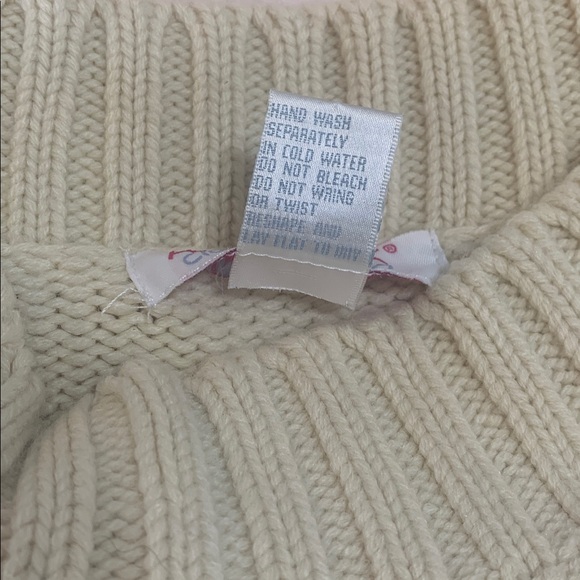 HAND WASH
SEPARATELY
IN COLD WATER
DO NOT BLEACH
DO NOT WRING
OR TWIST
RESHAPE AND
LAY FLAT TO DRY
®